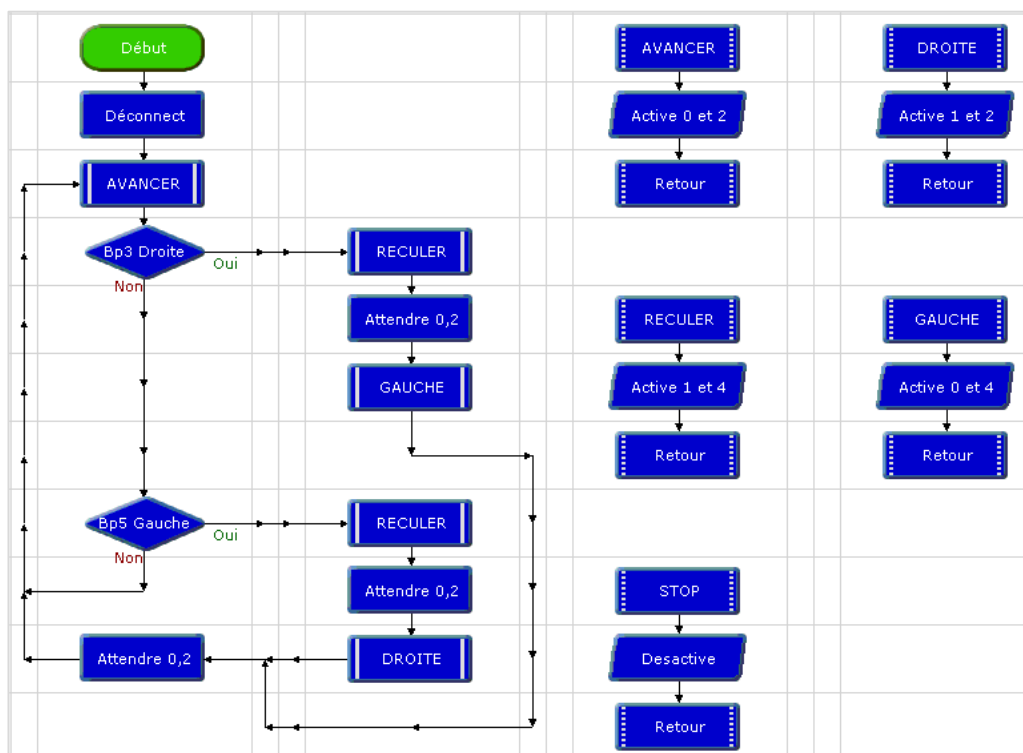 Début
Déconnect
AVANCER
Bp3 Droite
Oui
Non
RECULER
Attendre 0,2
GAUCHE
Bp5 Gauche
Oui
Non
RECULER
Attendre 0,2
DROITE
Attendre 0,2
AVANCER
Active 0 et 2
Retour
DROITE
Active 1 et 2
Retour
RECULER
Active 1 et 4
Retour
GAUCHE
Active 0 et 4
Retour
STOP
Desactive
Retour